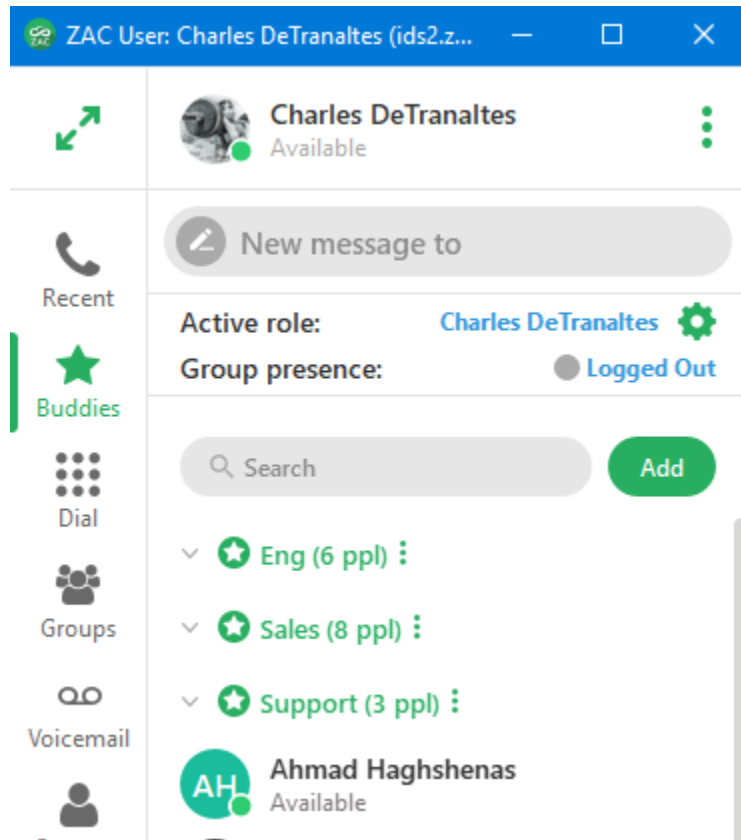 ZAC User: Charles DeTranaltes (ids2.z...
Charles DeTranaltes
Available
New message to
Recent
Active role: Charles DeTranaltes
Group presence: Logged Out
Buddies
Search
Add
Dial
Eng (6 ppl)
Groups
Sales (8 ppl)
Voicemail
Support (3 ppl)
AH
Ahmad Haghshenas
Available